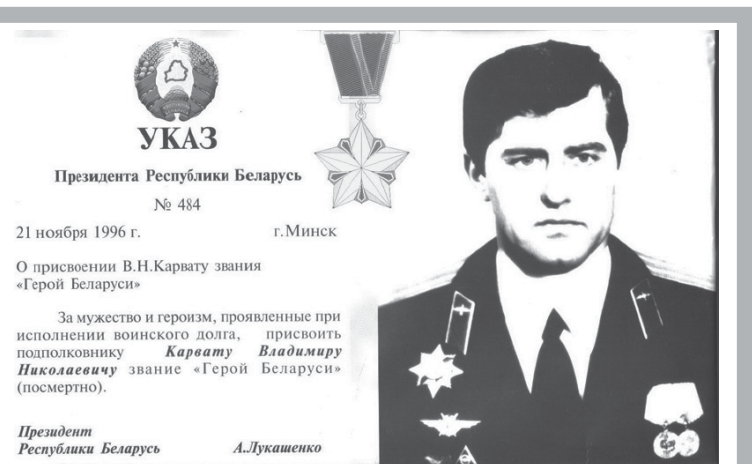 УКАЗ
Президента Республики Беларусь
№ 484
21 ноября 1996 г. г.Минск
О присвоении В.Н.Карвату звания
«Герой Беларуси»
За мужество и героизм, проявленные при
исполнении воинского долга, присвоить
подполковнику Карвату Владимиру
Николаевичу звание «Герой Беларуси»
(посмертно).
Президент
Республики Беларусь А.Лукашенко